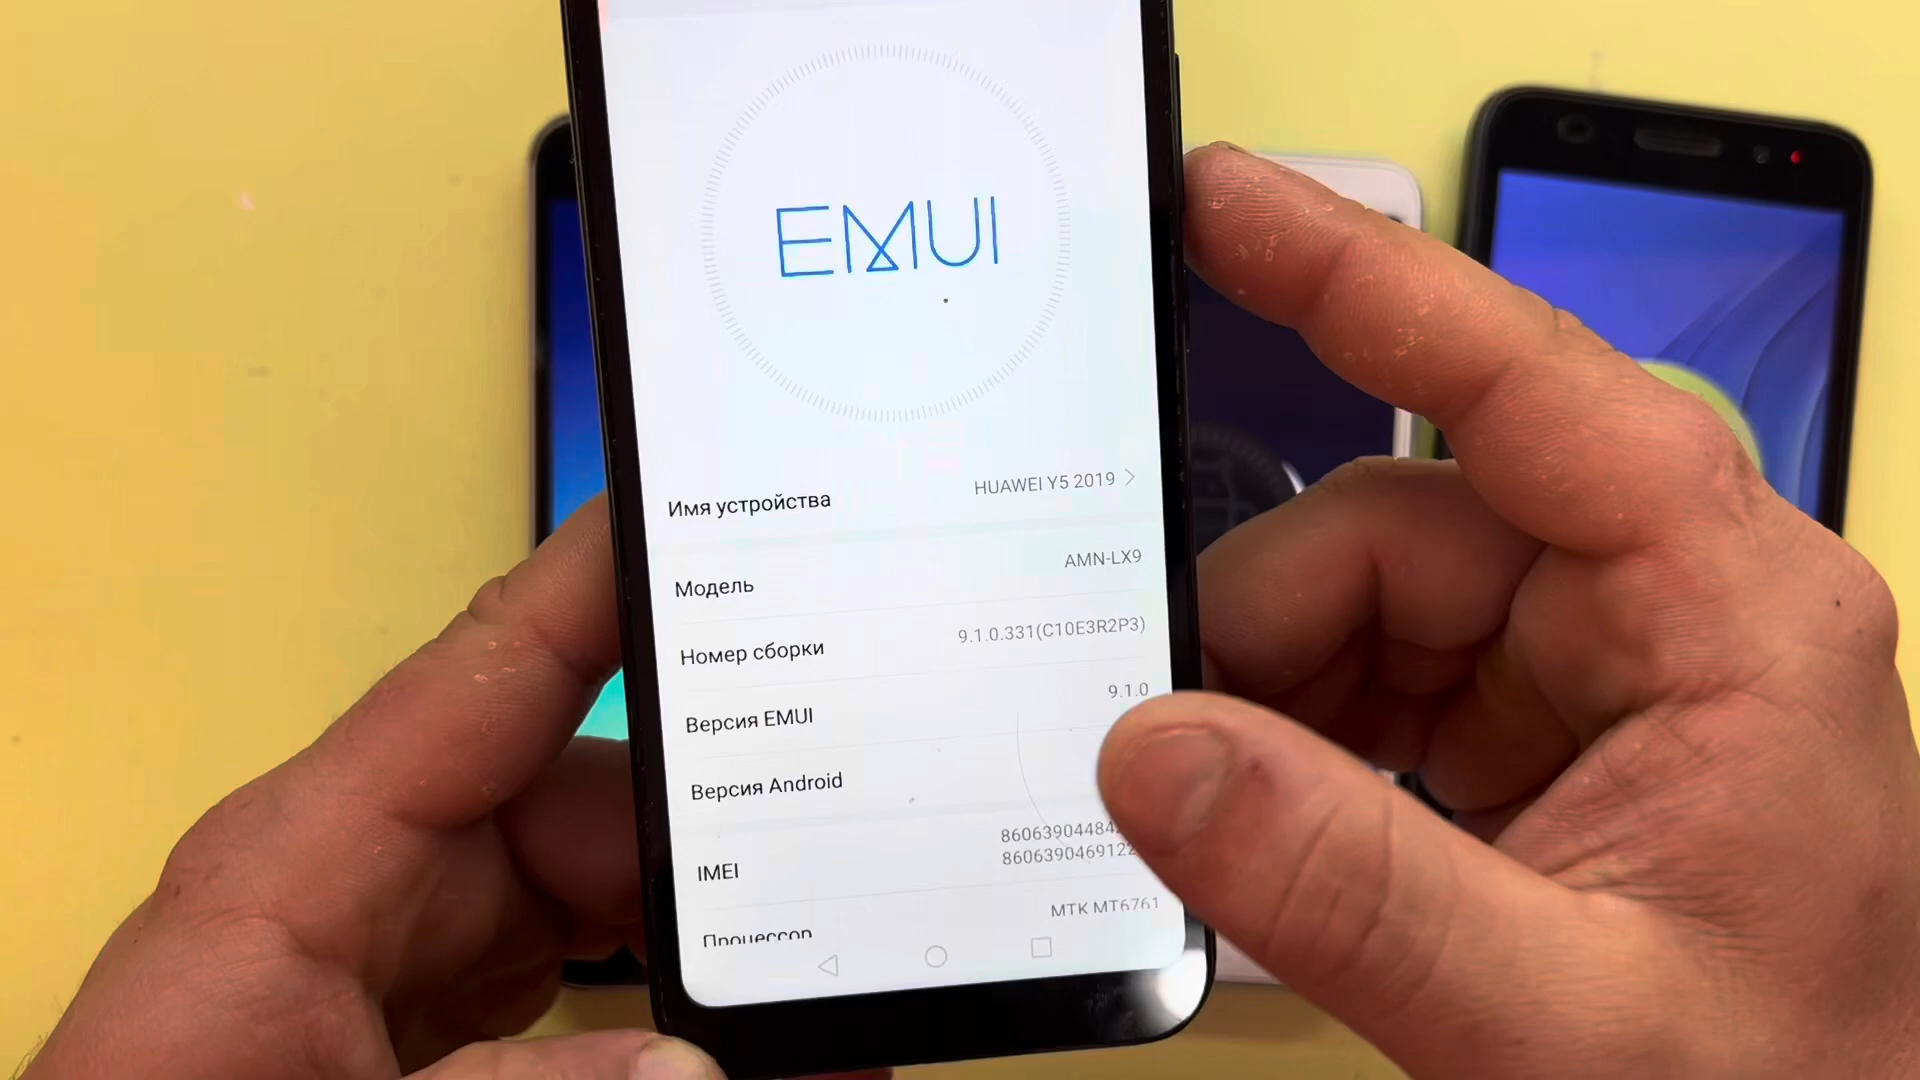 EMUI
Имя устройства HUAWEI Y5 2019
Модель AMN-LX9
Номер сборки 9.1.0.331(C10E3R2P3)
Версия EMUI 9.1.0
Версия Android
IMEI
Процессор MTK MT6761